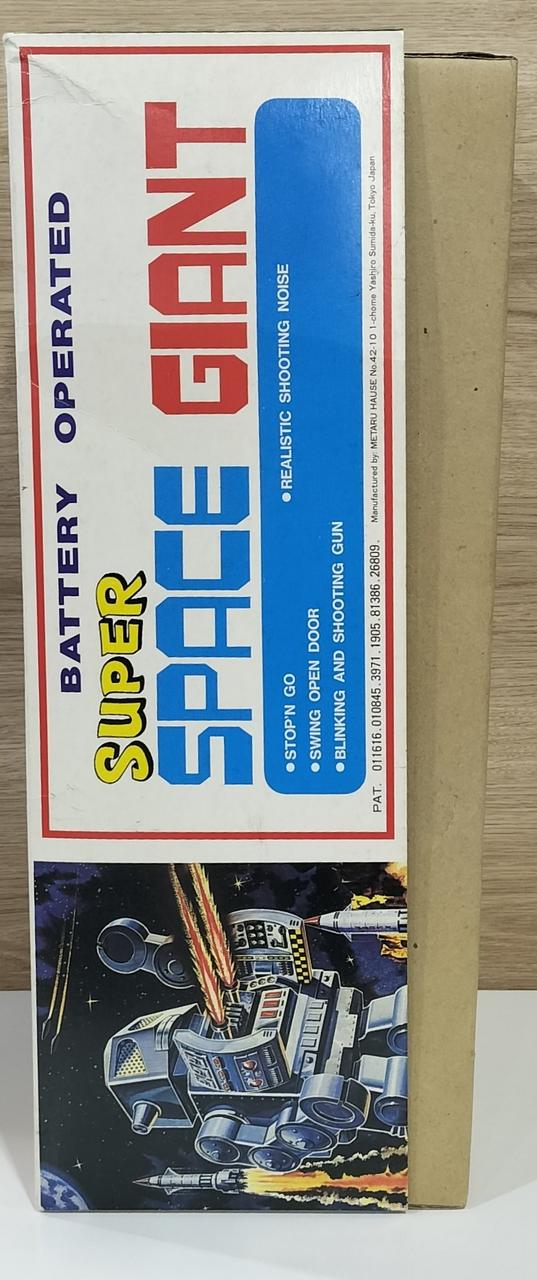 BATTERY OPERATED
SUPER
SPACE GIANT
●STOP'N GO
●SWING OPEN DOOR
●BLINKING AND SHOOTING GUN
●REALISTIC SHOOTING NOISE
PAT. 011616.010845.3971.1905.81386.26809. Manufactured by: METARU HAUSE No.42-10 1-chome Yashiro Sumida-ku, Tokyo Japan